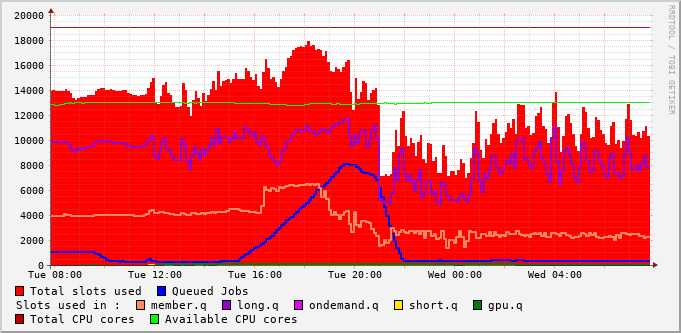 RRDTOOL / TOBI OETIKER
20000
18000
16000
14000
12000
10000
8000
6000
4000
2000
0
Tue 08:00 Tue 12:00 Tue 16:00 Tue 20:00 Wed 00:00 Wed 04:00
Total slots used Queued Jobs
Slots used in : member.q long.q ondemand.q short.q gpu.q
Total CPU cores Available CPU cores